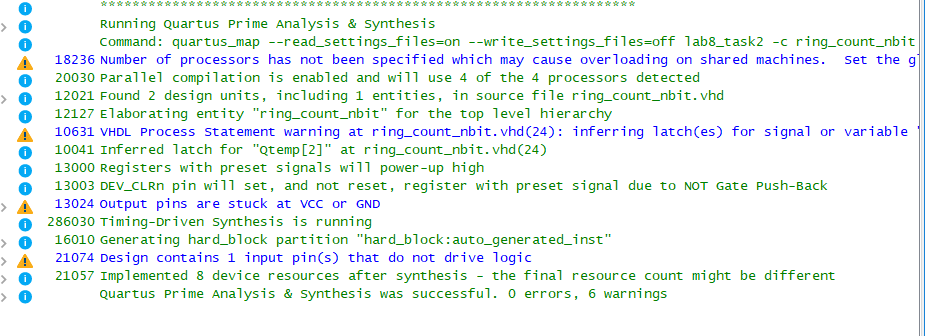 *******************************************************************
Running Quartus Prime Analysis & Synthesis
Command: quartus_map --read_settings_files=on --write_settings_files=off lab8_task2 -c ring_count_nbit
18236 Number of processors has not been specified which may cause overloading on shared machines.  Set the
20030 Parallel compilation is enabled and will use 4 of the 4 processors detected
12021 Found 2 design units, including 1 entities, in source file ring_count_nbit.vhd
12127 Elaborating entity "ring_count_nbit" for the top level hierarchy
10631 VHDL Process Statement warning at ring_count_nbit.vhd(24): inferring latch(es) for signal or variable "
10041 Inferred latch for "Qtemp[2]" at ring_count_nbit.vhd(24)
13000 Registers with preset signals will power-up high
13003 DEV_CLRn pin will set, and not reset, register with preset signal due to NOT Gate Push-Back
13024 Output pins are stuck at VCC or GND
286030 Timing-Driven Synthesis is running
16010 Generating hard_block partition "hard_block:auto_generated_inst"
21074 Design contains 1 input pin(s) that do not drive logic
21057 Implemented 8 device resources after synthesis - the final resource count might be different
Quartus Prime Analysis & Synthesis was successful. 0 errors, 6 warnings